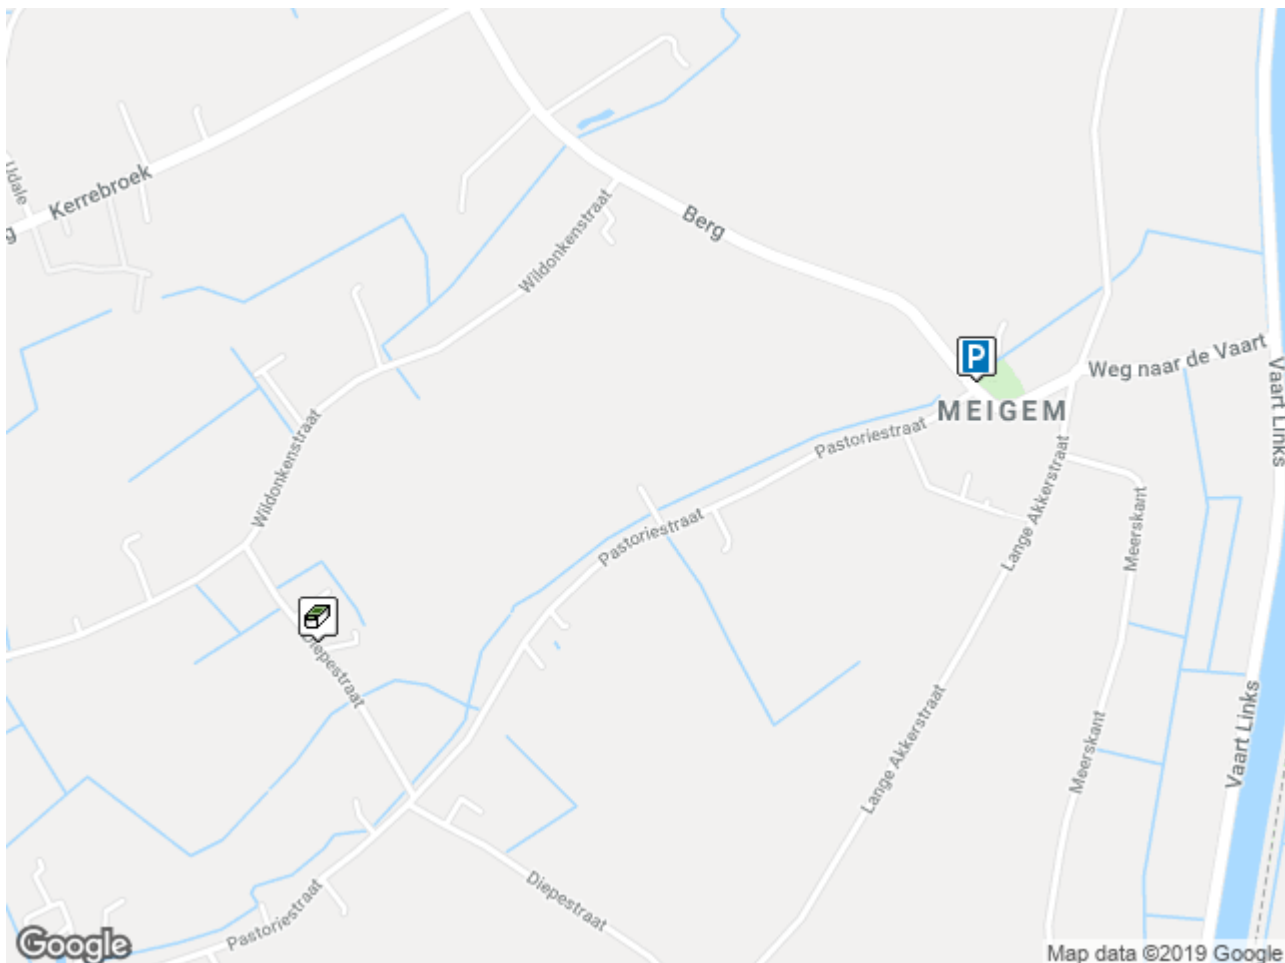 Udale
Kerrebroek
g
Berg
Wildonkenstraat
P
Weg naar de Vaart
Vaart Links
MEIGEM
Pastoriestraat
Wildonkenstraat
Lange Akkerstraat
Meerskant
Pastoriestraat
Diepestraat
Lange Akkerstraat
Vaart Links
Meerskant
Diepestraat
Pastoriestraat
Google
Map data ©2019 Google